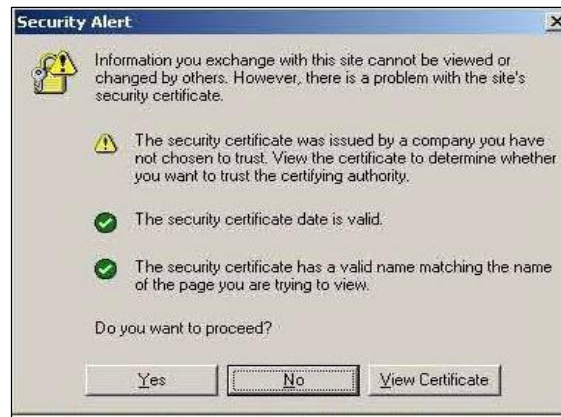 Security Alert
Information you exchange with this site cannot be viewed or
changed by others. However, there is a problem with the site's
security certificate.
The security certificate was issued by a company you have
not chosen to trust. View the certificate to determine whether
you want to trust the certifying authority.
The security certificate date is valid.
The security certificate has a valid name matching the name
of the page you are trying to view.
Do you want to proceed?
Yes No View Certificate